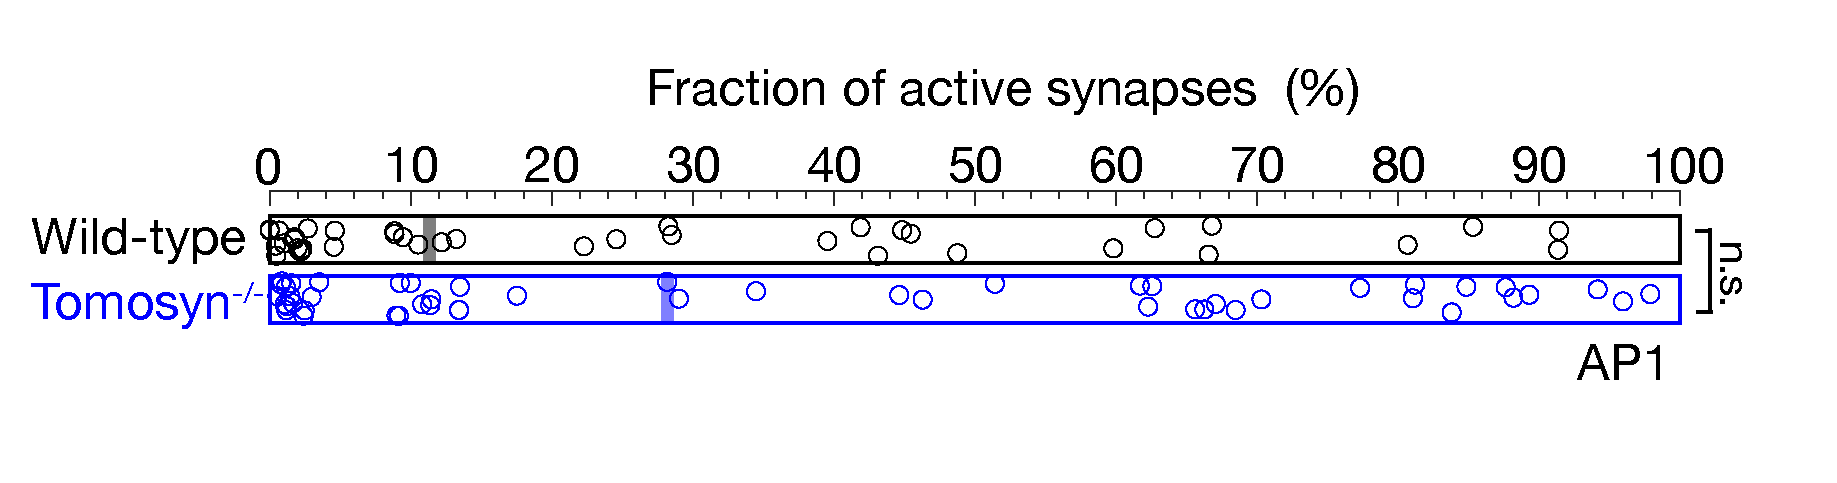 Fraction of active synapses (%)
0 10 20 30 40 50 60 70 80 90 100
Wild-type
Tomosyn-/-
n.s.
AP1